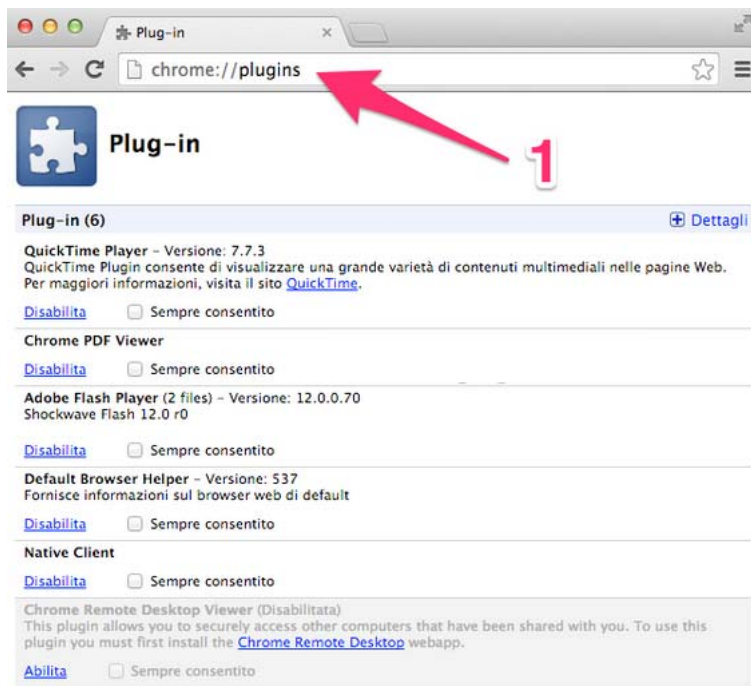 Plug-in
chrome://plugins
1
Plug-in
Plug-in (6)
Dettagli
QuickTime Player - Versione: 7.7.3
QuickTime Plugin consente di visualizzare una grande varietà di contenuti multimediali nelle pagine Web.
Per maggiori informazioni, visita il sito QuickTime.
Disabilita Sempre consentito
Chrome PDF Viewer
Disabilita Sempre consentito
Adobe Flash Player (2 files) - Versione: 12.0.0.70
Shockwave Flash 12.0 r0
Disabilita Sempre consentito
Default Browser Helper - Versione: 537
Fornisce informazioni sul browser web di default
Disabilita Sempre consentito
Native Client
Disabilita Sempre consentito
Chrome Remote Desktop Viewer (Disabilitata)
This plugin allows you to securely access other computers that have been shared with you. To use this
plugin you must first install the Chrome Remote Desktop webapp.
Abilita Sempre consentito